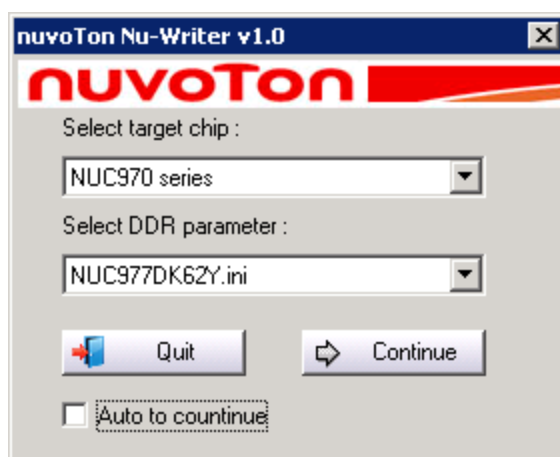 nuvoTon Nu-Writer v1.0
nuvoTon
Select target chip :
NUC970 series
Select DDR parameter :
NUC977DK62Y.ini
Quit
Continue
Auto to countinue